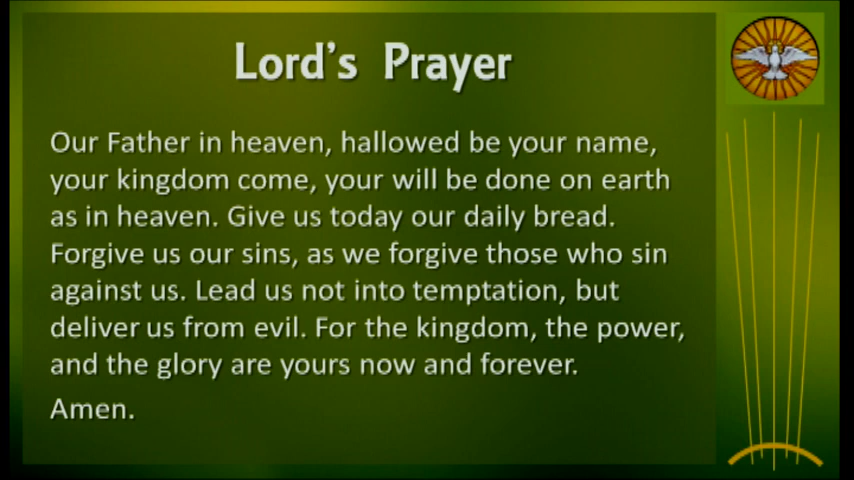 Lord's Prayer
Our Father in heaven, hallowed be your name,
your kingdom come, your will be done on earth
as in heaven. Give us today our daily bread.
Forgive us our sins, as we forgive those who sin
against us. Lead us not into temptation, but
deliver us from evil. For the kingdom, the power,
and the glory are yours now and forever.
Amen.